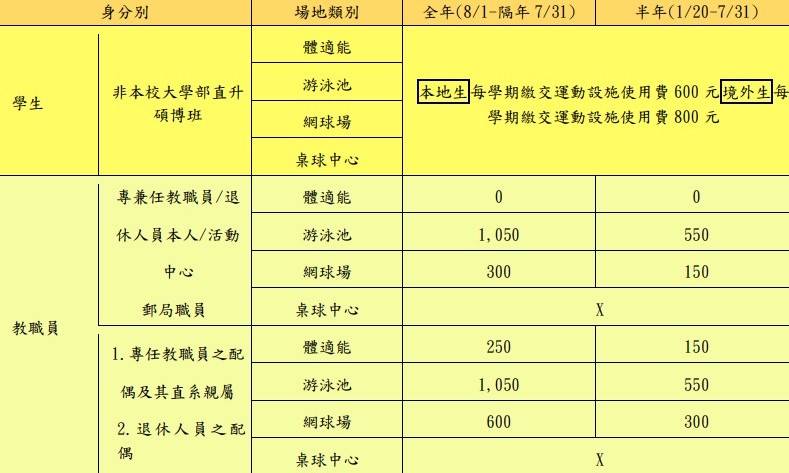 身分別 場地類別 全年(8/1-隔年7/31) 半年(1/20-7/31)
學生 非本校大學部直升碩博班 體適能
游泳池
網球場
桌球中心
本地生每學期繳交運動設施使用費600元境外生每
學期繳交運動設施使用費800元
教職員
專兼任教職員/退
休人員本人/活動
中心
郵局職員
體適能 0 0
游泳池 1,050 550
網球場 300 150
桌球中心 X
1.專任教職員之配
偶及其直系親屬
2.退休人員之配
偶
體適能 250 150
游泳池 1,050 550
網球場 600 300
桌球中心 X